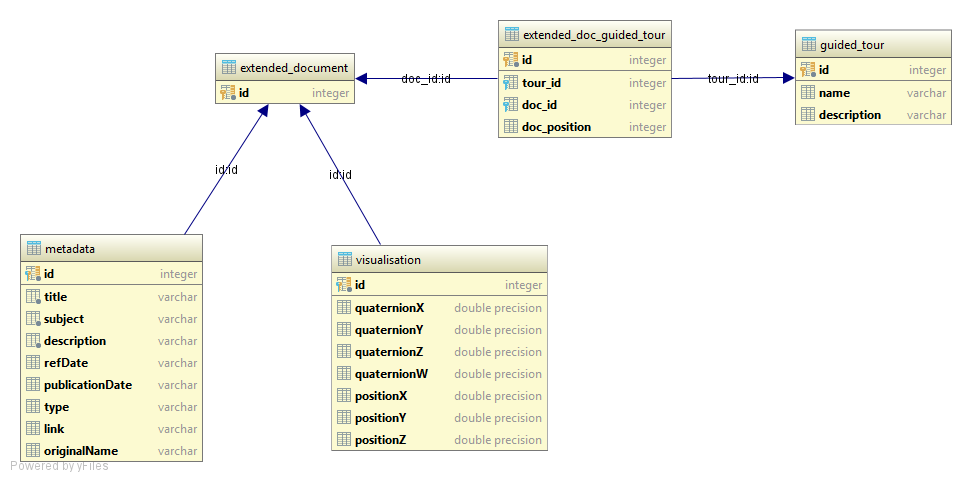 extended_document
id integer
extended_doc_guided_tour
id integer
tour_id integer
doc_id integer
doc_position integer
guided_tour
id integer
name varchar
description varchar
doc_id:id
tour_id:id
id:id
id:id
metadata
id integer
title varchar
subject varchar
description varchar
refDate varchar
publicationDate varchar
type varchar
link varchar
originalName varchar
visualisation
id integer
quaternionX double precision
quaternionY double precision
quaternionZ double precision
quaternionW double precision
positionX double precision
positionY double precision
positionZ double precision
Powered by yFiles